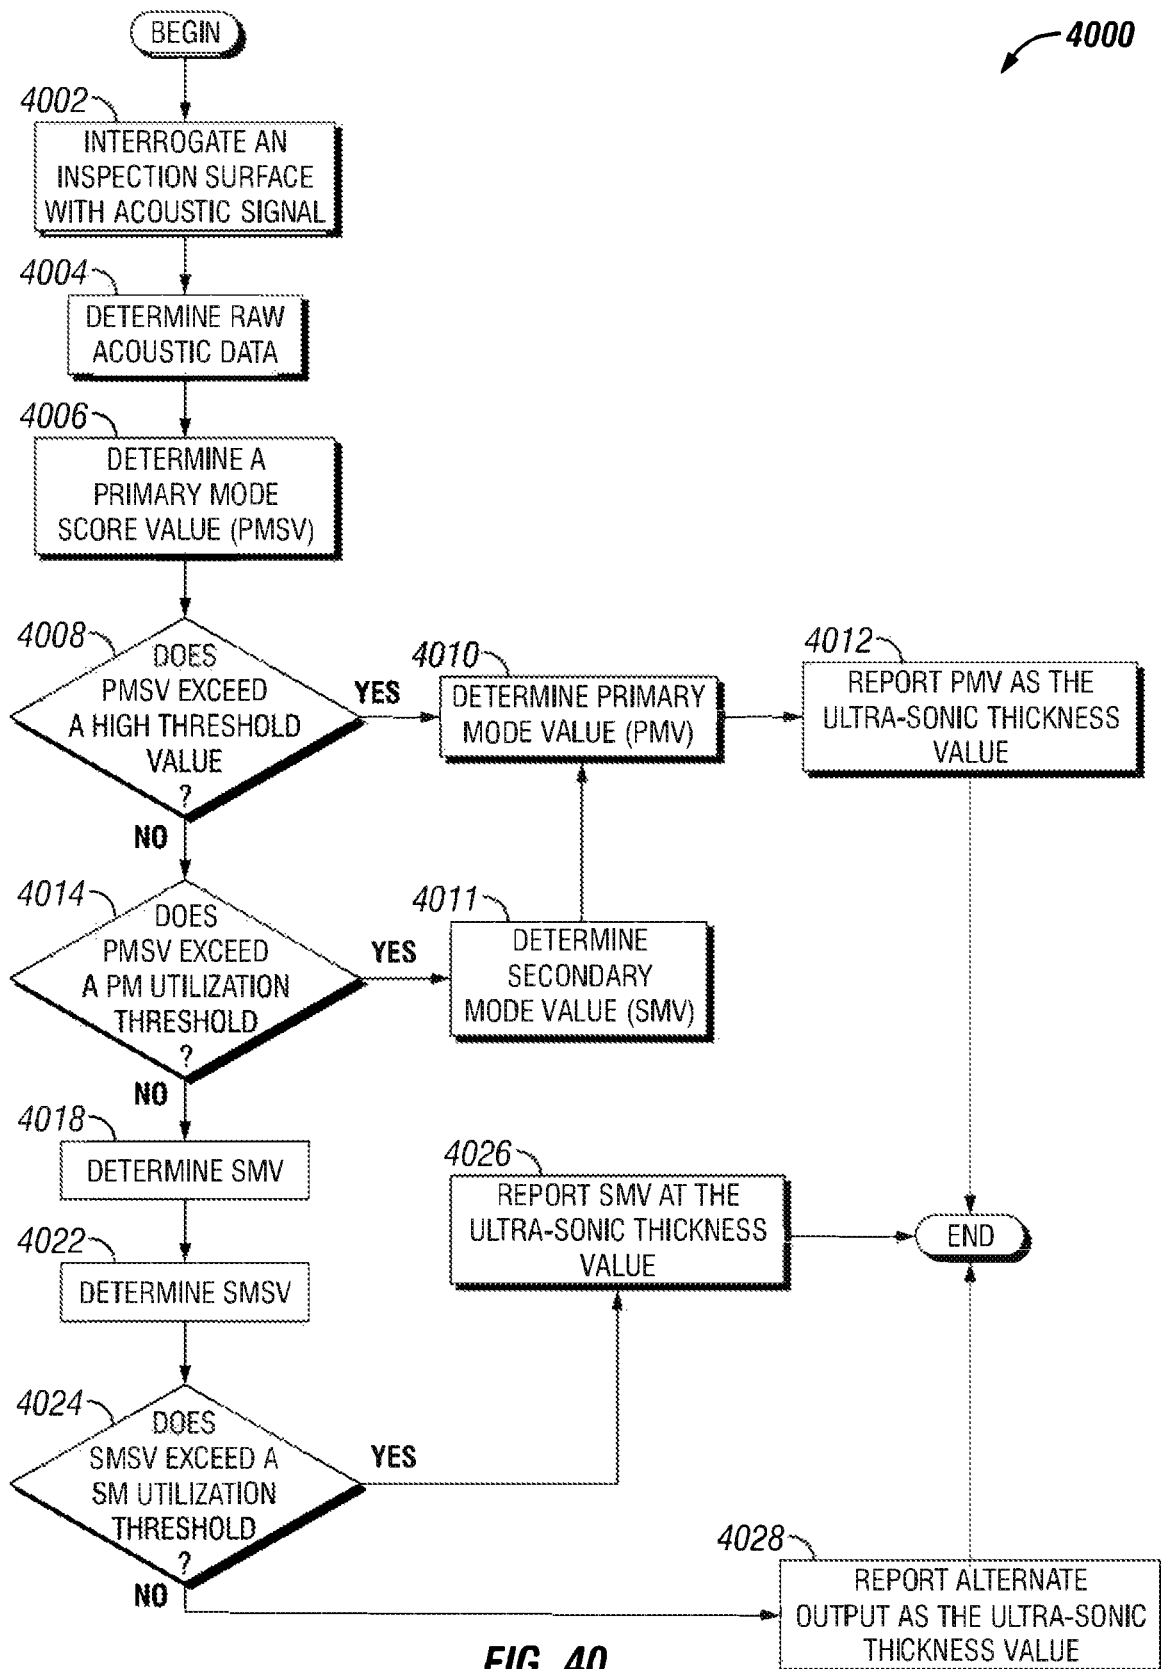 BEGIN
4000
4002
INTERROGATE AN
INSPECTION SURFACE
WITH ACOUSTIC SIGNAL
4004
DETERMINE RAW
ACOUSTIC DATA
4006
DETERMINE A
PRIMARY MODE
SCORE VALUE (PMSV)
4008
DOES
PMSV EXCEED
A HIGH THRESHOLD
VALUE
?
YES
NO
4010
DETERMINE PRIMARY
MODE VALUE (PMV)
4012
REPORT PMV AS THE
ULTRA-SONIC THICKNESS
VALUE
4014
DOES
PMSV EXCEED
A PM UTILIZATION
THRESHOLD
?
YES
NO
4011
DETERMINE
SECONDARY
MODE VALUE (SMV)
4018
DETERMINE SMV
4022
DETERMINE SMSV
4026
REPORT SMV AT THE
ULTRA-SONIC THICKNESS
VALUE
END
4024
DOES
SMSV EXCEED A
SM UTILIZATION
THRESHOLD
?
YES
NO
4028
REPORT ALTERNATE
OUTPUT AS THE ULTRA-SONIC
THICKNESS VALUE
FIG. 40